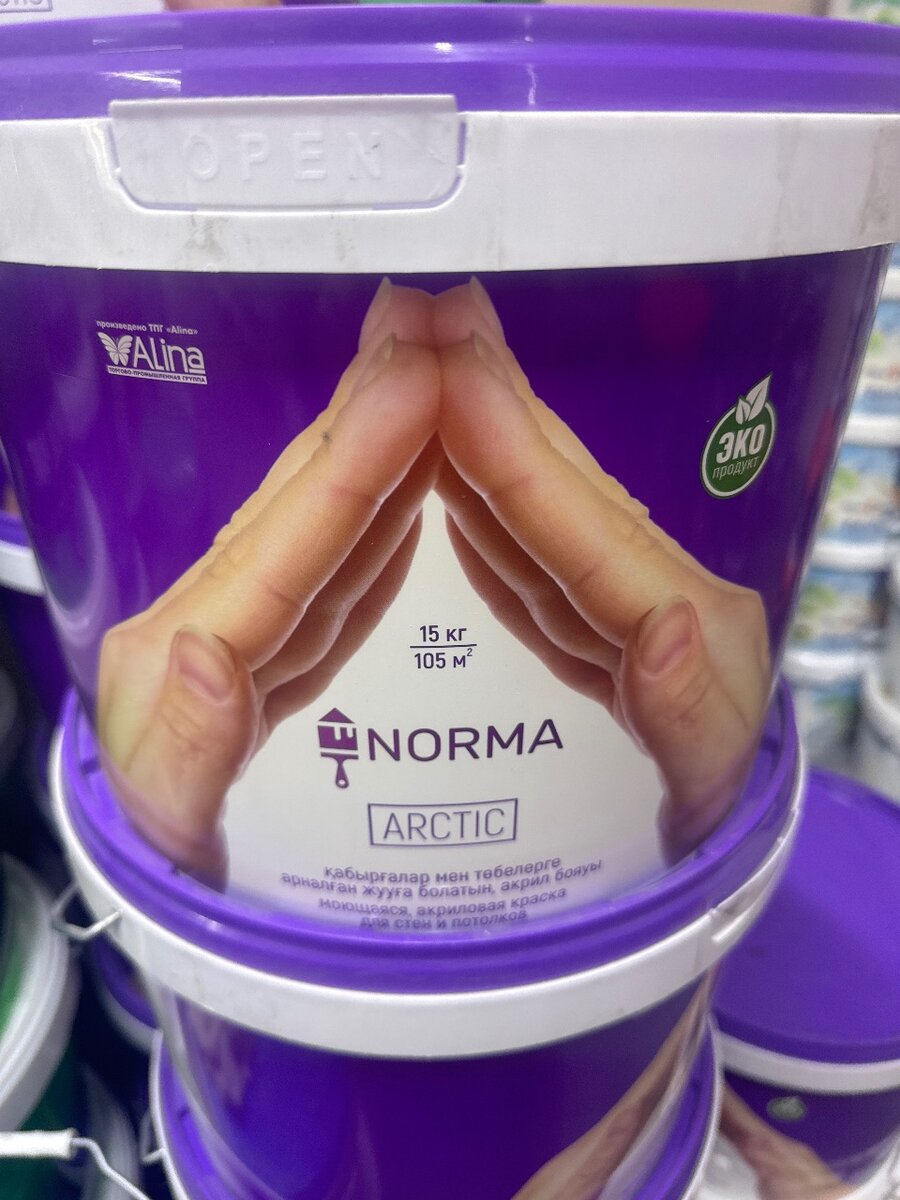 OPEN
произведено ТПГ «Alina»
ALina
ТОРГОВО-ПРОМЫШЛЕННАЯ ГРУППА
ЭКО
продукт
15 кг
105 м²
NORMA
ARCTIC
қабырғалар мен төбелерге
арналған жууға болатын, акрил бояуы
моющаяся, акриловая краска
для стен и потолков